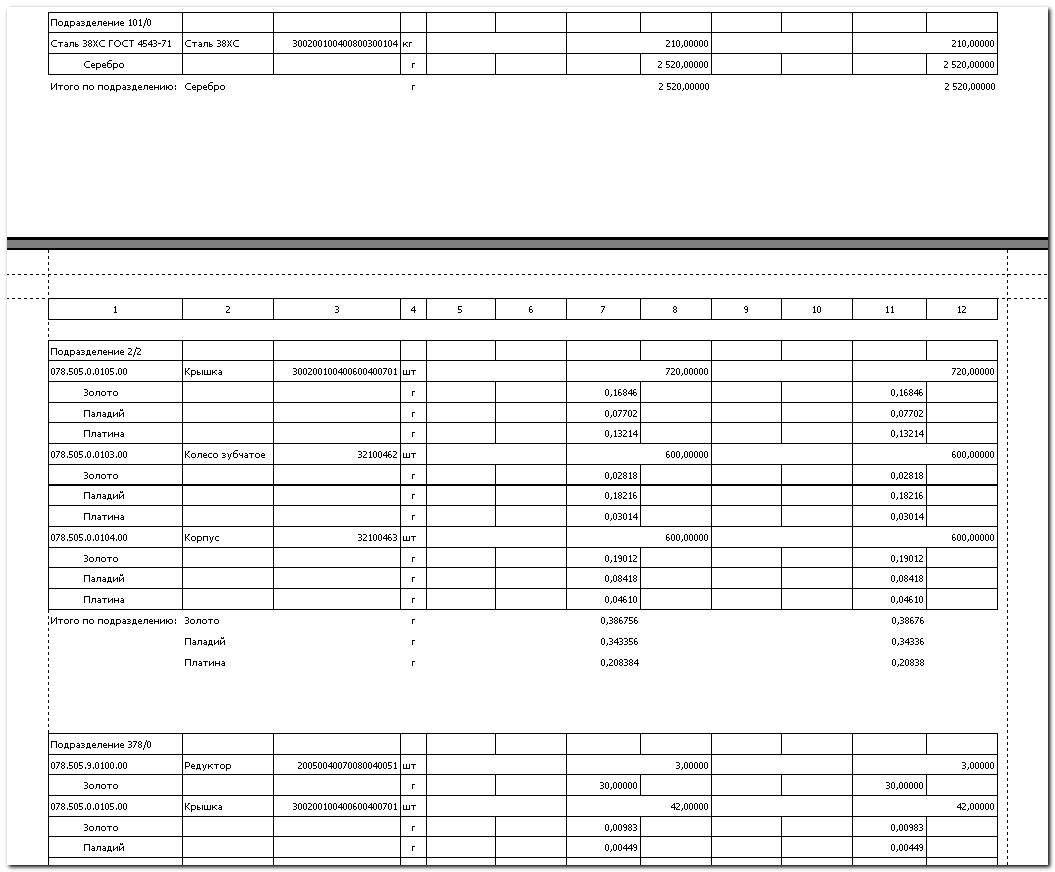 Подразделение 101/0
Сталь 38ХС ГОСТ 4543-71 Сталь 38ХС 300200100400800300104 кг 210,00000 210,00000
Серебро г 2 520,00000 2 520,00000
Итого по подразделению: Серебро г 2 520,00000 2 520,00000
1 2 3 4 5 6 7 8 9 10 11 12
Подразделение 2/2
078.505.0.0105.00 Крышка 300200100400600400701 шт 720,00000 720,00000
Золото г 0,16846 0,16846
Паладий г 0,07702 0,07702
Платина г 0,13214 0,13214
078.505.0.0103.00 Колесо зубчатое 32100462 шт 600,00000 600,00000
Золото г 0,02818 0,02818
Паладий г 0,18216 0,18216
Платина г 0,03014 0,03014
078.505.0.0104.00 Корпус 32100463 шт 600,00000 600,00000
Золото г 0,19012 0,19012
Паладий г 0,08418 0,08418
Платина г 0,04610 0,04610
Итого по подразделению: Золото г 0,386756 0,38676
Паладий г 0,343356 0,34336
Платина г 0,208384 0,20838
Подразделение 378/0
078.505.9.0100.00 Редуктор 20050040070080040051 шт 3,00000 3,00000
Золото г 30,00000 30,00000
078.505.0.0105.00 Крышка 300200100400600400701 шт 42,00000 42,00000
Золото г 0,00983 0,00983
Паладий г 0,00449 0,00449